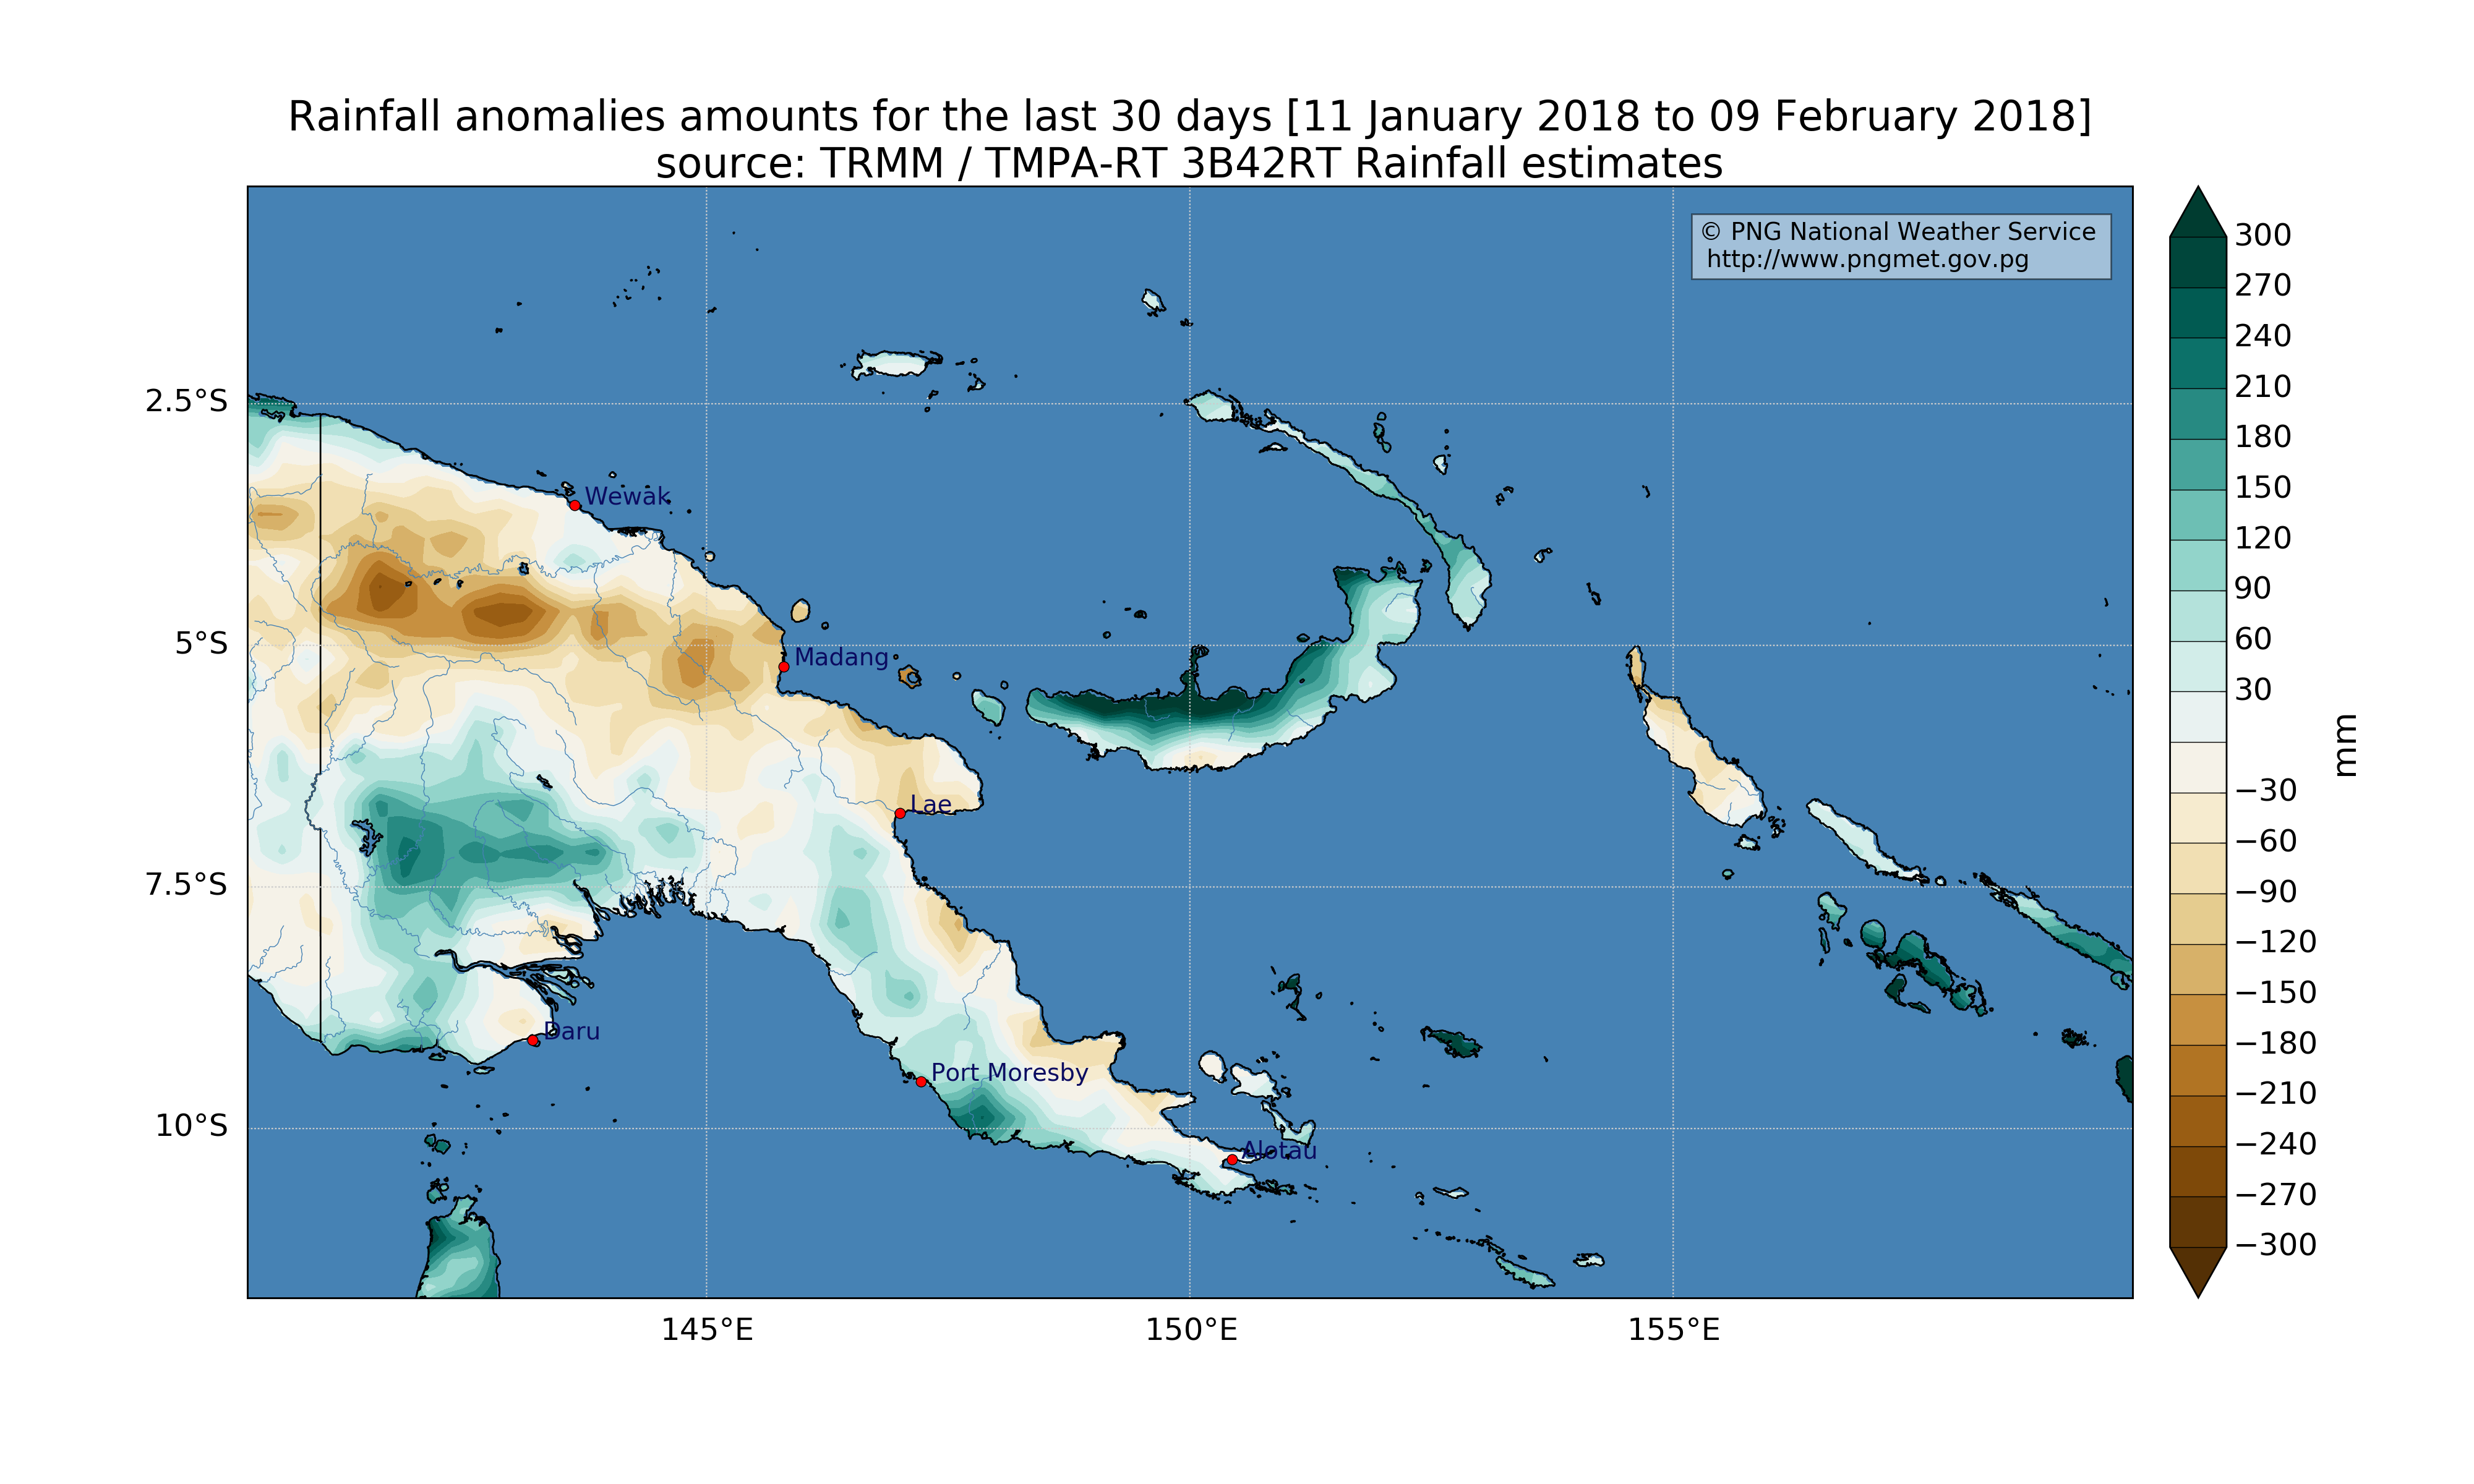 Rainfall anomalies amounts for the last 30 days [11 January 2018 to 09 February 2018]
source: TRMM / TMPA-RT 3B42RT Rainfall estimates
© PNG National Weather Service
http://www.pngmet.gov.pg
2.5°S
5°S
7.5°S
10°S
145°E
150°E
155°E
Wewak
Madang
Lae
Daru
Port Moresby
Alotau
300
270
240
210
180
150
120
90
60
30
−30
−60
−90
−120
−150
−180
−210
−240
−270
−300
mm